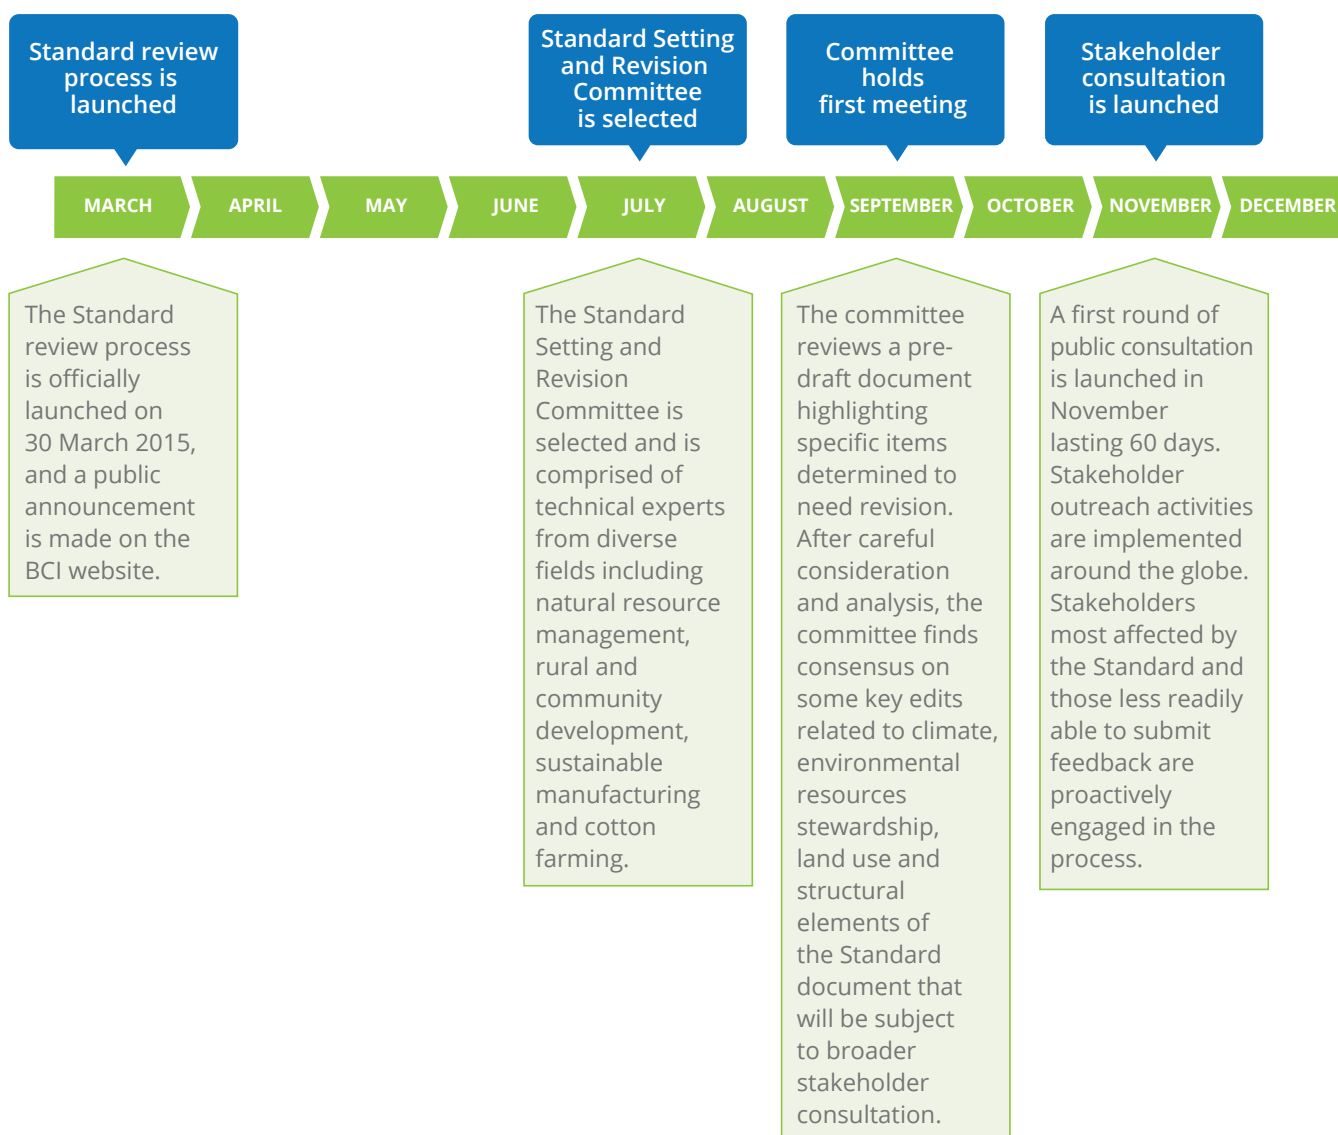 Standard review
process is
launched
Standard Setting
and Revision
Committee
is selected
Committee
holds
first meeting
Stakeholder
consultation
is launched
MARCH
APRIL
MAY
JUNE
JULY
AUGUST
SEPTEMBER
OCTOBER
NOVEMBER
DECEMBER
The Standard
review process
is officially
launched on
30 March 2015,
and a public
announcement
is made on the
BCI website.
The Standard
Setting and
Revision
Committee is
selected and is
comprised of
technical experts
from diverse
fields including
natural resource
management,
rural and
community
development,
sustainable
manufacturing
and cotton
farming.
The committee
reviews a pre-
draft document
highlighting
specific items
determined to
need revision.
After careful
consideration
and analysis, the
committee finds
consensus on
some key edits
related to climate,
environmental
resources
stewardship,
land use and
structural
elements of
the Standard
document that
will be subject
to broader
stakeholder
consultation.
A first round of
public consultation
is launched in
November
lasting 60 days.
Stakeholder
outreach activities
are implemented
around the globe.
Stakeholders
most affected by
the Standard and
those less readily
able to submit
feedback are
proactively
engaged in the
process.